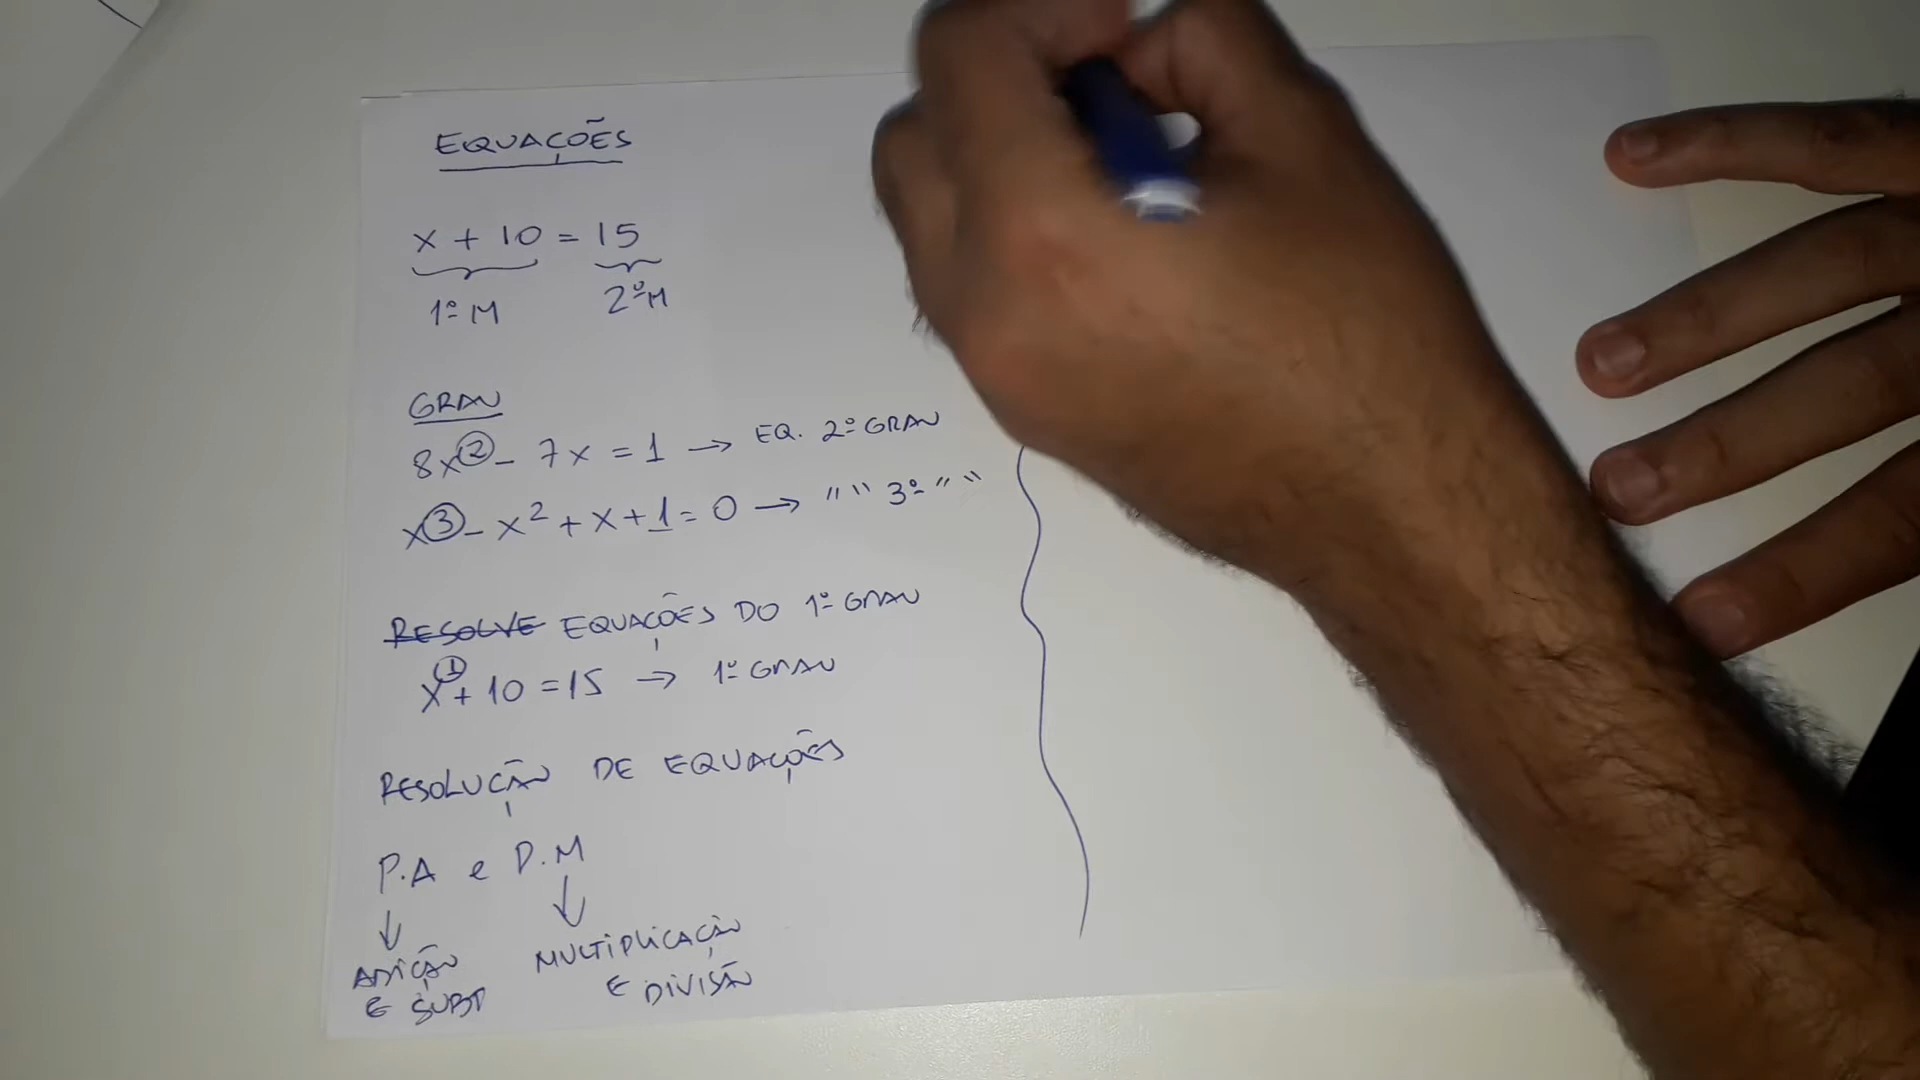 EQUAÇÕES
x + 10 = 15
1º M 2º M
GRAU
8x² - 7x = 1 → EQ. 2º GRAU
x³ - x² + x + 1 = 0 → " " 3º " "
RESOLVE EQUAÇÕES DO 1º GRAU
x¹ + 10 = 15 → 1º GRAU
RESOLUÇÃO DE EQUAÇÕES
P.A e P.M
↓ ↓
ADIÇÃO MULTIPLICAÇÃO
E SUBT E DIVISÃO